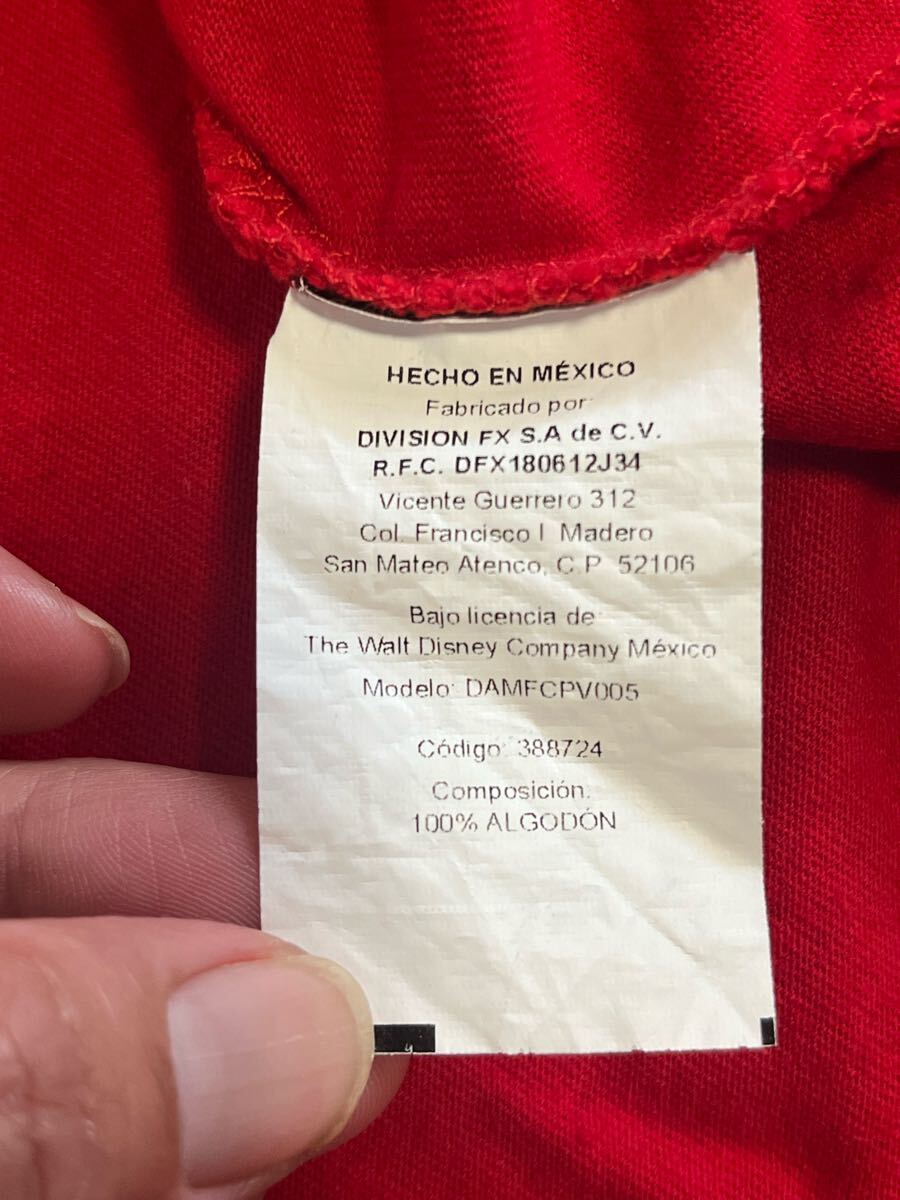 HECHO EN MÉXICO
Fabricado por:
DIVISION FX S.A de C.V.
R.F.C. DFX180612J34
Vicente Guerrero 312
Col. Francisco I Madero
San Mateo Atenco, C.P 52106
Bajo licencia de:
The Walt Disney Company México
Modelo: DAMFCPV005
Código: 388724
Composición:
100% ALGODÓN